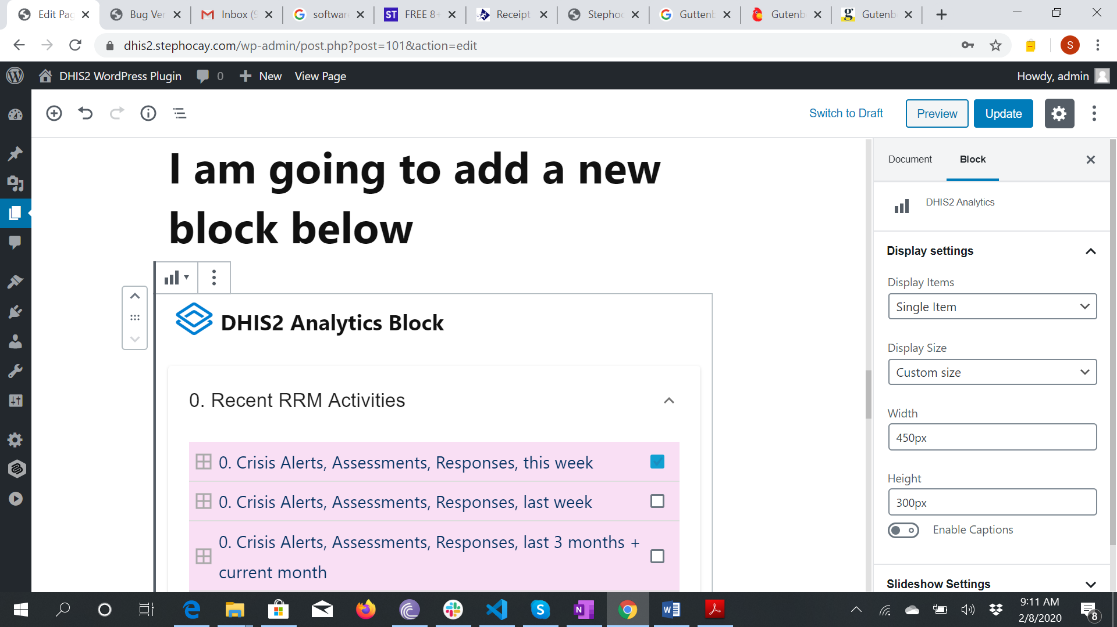 Edit Pa
Bug Ver
Inbox (
softwar
ST FREE 8
Receipt
Stephoc
Guttenl
Gutenb
g Gutenb
dhis2.stephocay.com/wp-admin/post.php?post=101&action=edit
S
DHIS2 WordPress Plugin
0
New
View Page
Howdy, admin
Switch to Draft
Preview
Update
I am going to add a new
block below
DHIS2 Analytics Block
0. Recent RRM Activities
0. Crisis Alerts, Assessments, Responses, this week
0. Crisis Alerts, Assessments, Responses, last week
0. Crisis Alerts, Assessments, Responses, last 3 months +
current month
Document
Block
DHIS2 Analytics
Display settings
Display Items
Single Item
Display Size
Custom size
Width
450px
Height
300px
Enable Captions
Slideshow Settings
9:11 AM
2/8/2020
8